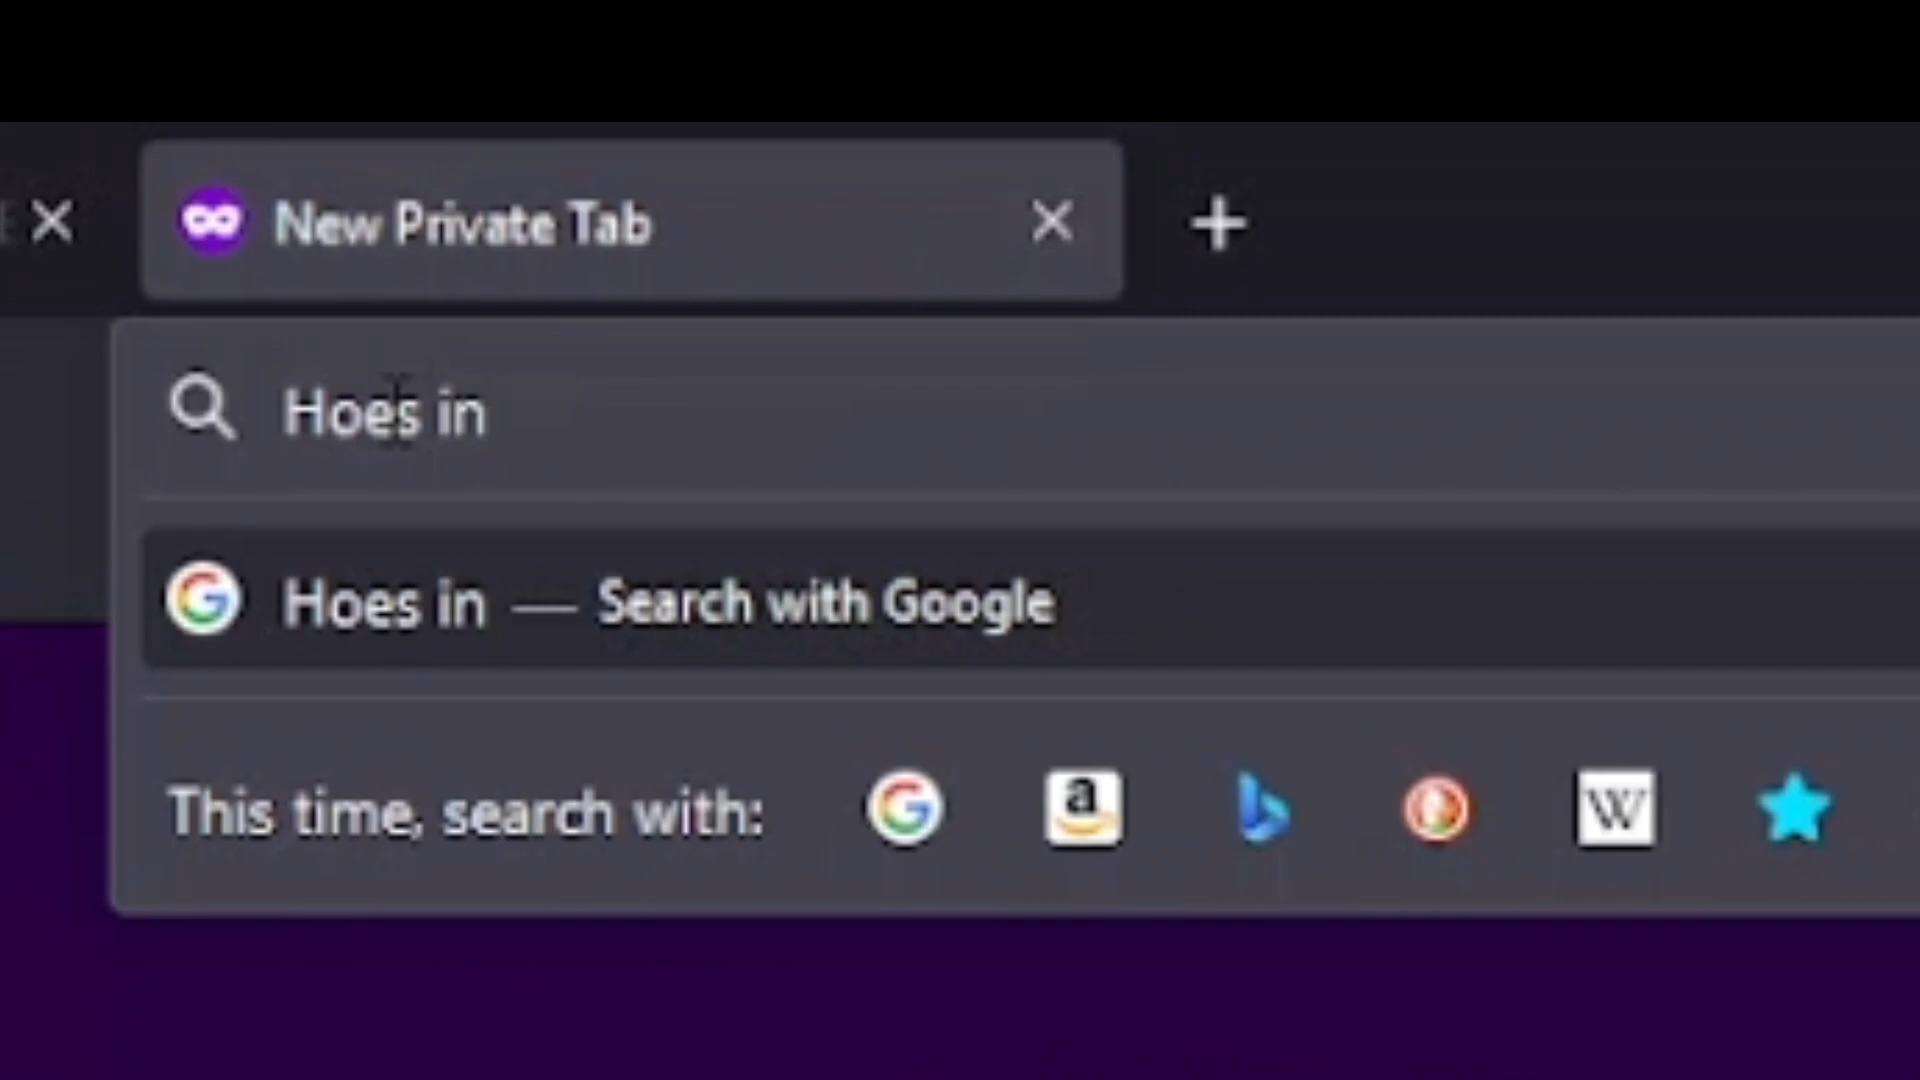 New Private Tab
Hoes in
Hoes in — Search with Google
This time, search with: